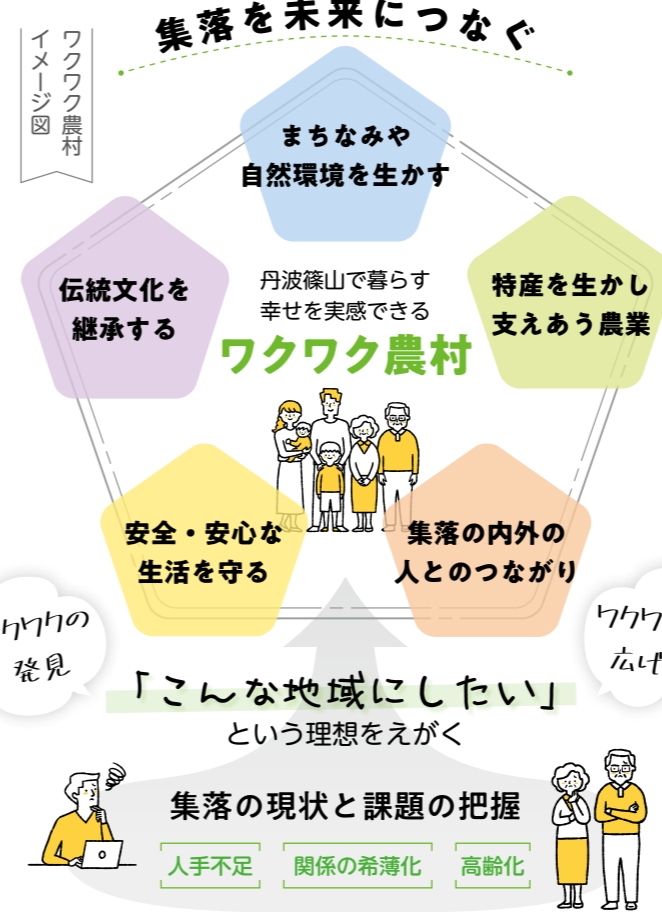 集落を未来につなぐ
ワクワク農村
イメージ図
まちなみや
自然環境を生かす
伝統文化を
継承する
特産を生かし
支えあう農業
丹波篠山で暮らす
幸せを実感できる
ワクワク農村
安全・安心な
生活を守る
集落の内外の
人とのつながり
クワクの
発見
ワクワ
広げ
「こんな地域にしたい」
という理想をえがく
集落の現状と課題の把握
人手不足
関係の希薄化
高齢化